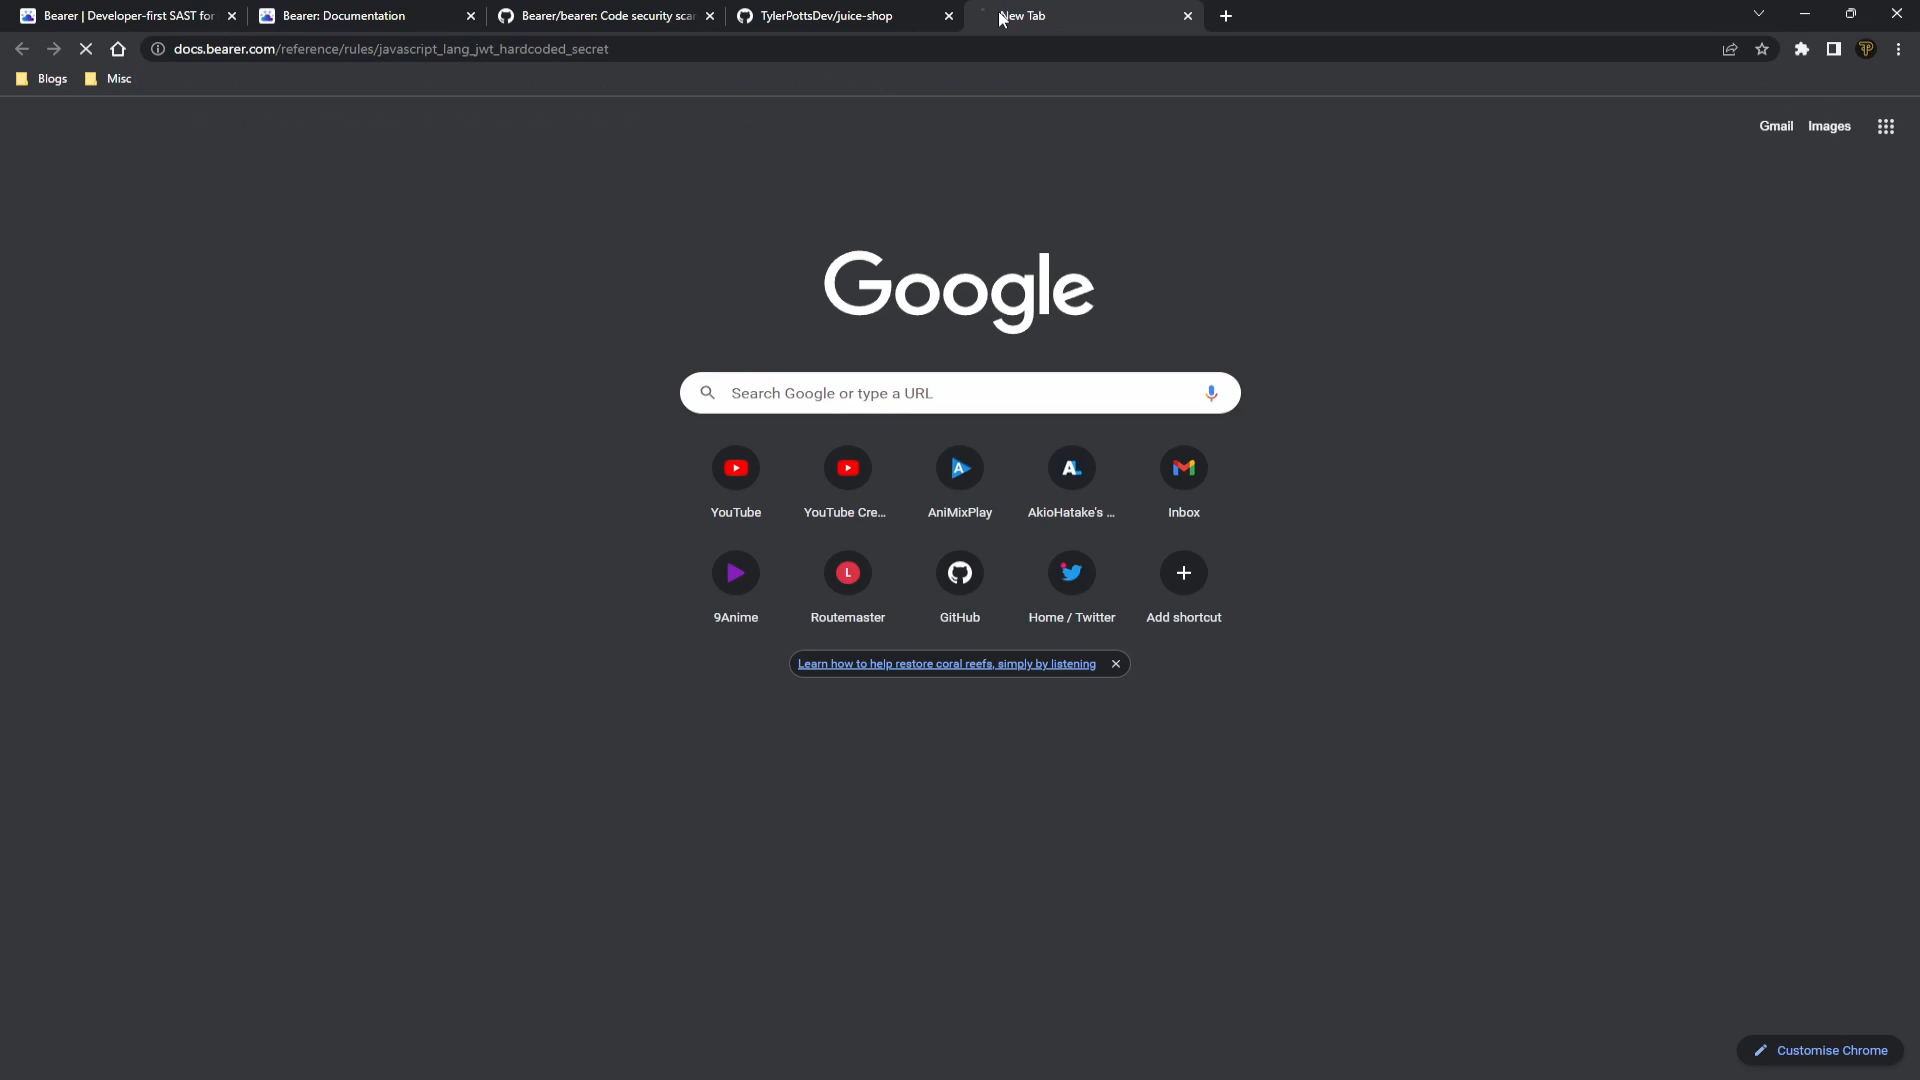 Bearer | Developer-first SAST for
Bearer: Documentation
Bearer/bearer: Code security scan
TylerPottsDev/juice-shop
New Tab
docs.bearer.com/reference/rules/javascript_lang_jwt_hardcoded_secret
Blogs
Misc
Gmail
Images
Google
Search Google or type a URL
YouTube
YouTube Cre...
AniMixPlay
AkioHatake's ...
Inbox
9Anime
L
Routemaster
GitHub
Home / Twitter
Add shortcut
Learn how to help restore coral reefs, simply by listening
Customise Chrome